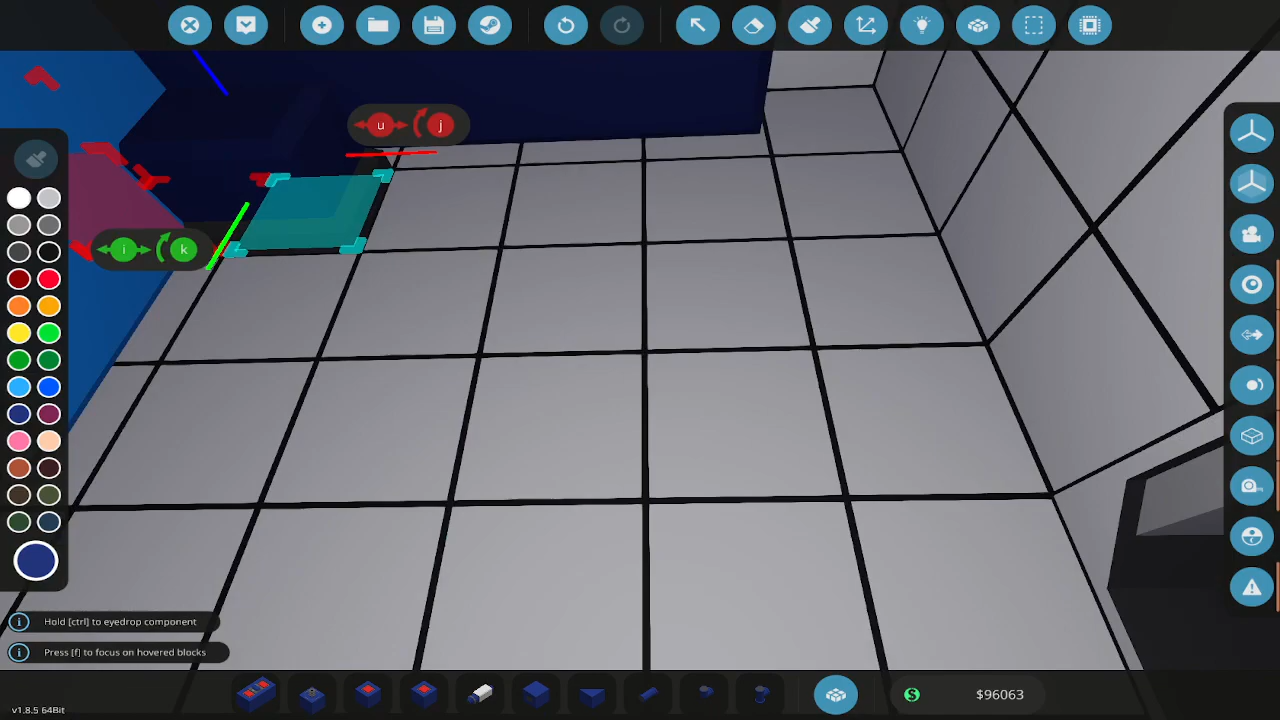 u j
i k
Hold [ctrl] to eyedrop component
Press [f] to focus on hovered blocks
$ $96063
v1.8.5 64Bit